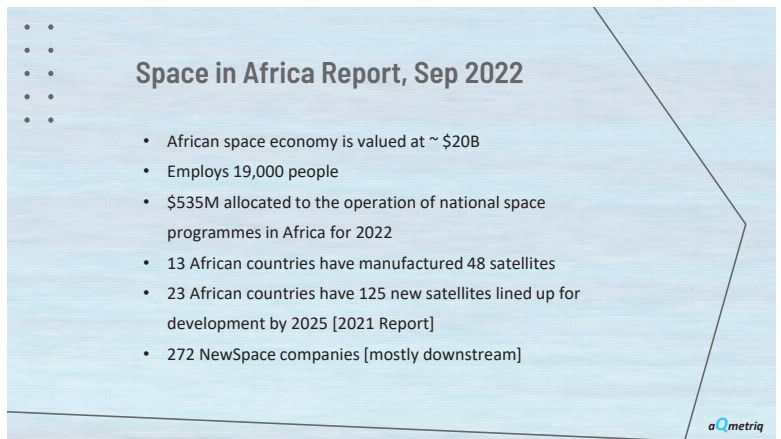 Space in Africa Report, Sep 2022
• African space economy is valued at ~ $20B
• Employs 19,000 people
• $535M allocated to the operation of national space
programmes in Africa for 2022
• 13 African countries have manufactured 48 satellites
• 23 African countries have 125 new satellites lined up for
development by 2025 [2021 Report]
• 272 NewSpace companies [mostly downstream]
aQmetriq